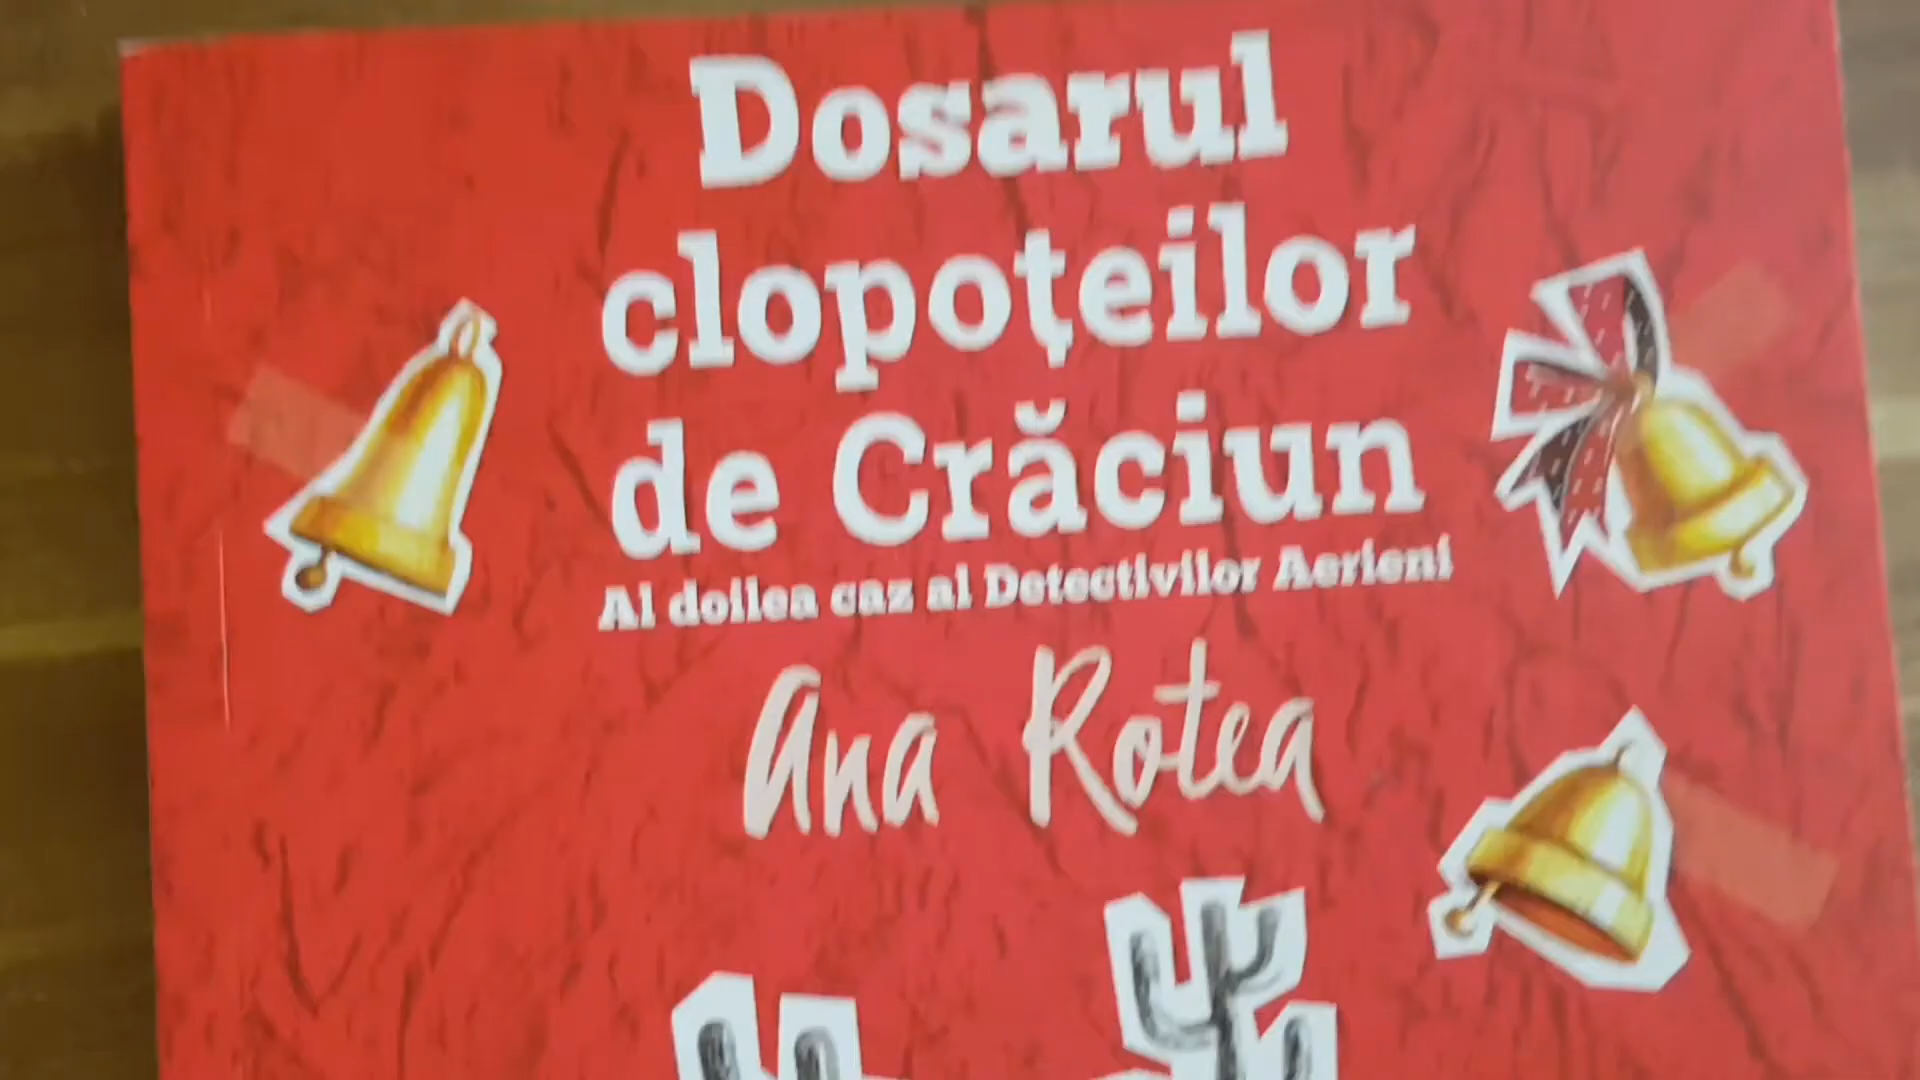 Dosarul
clopoțeilor
de Crăciun
Al doilea caz al Detectivilor Aerieni
Ana Rotea